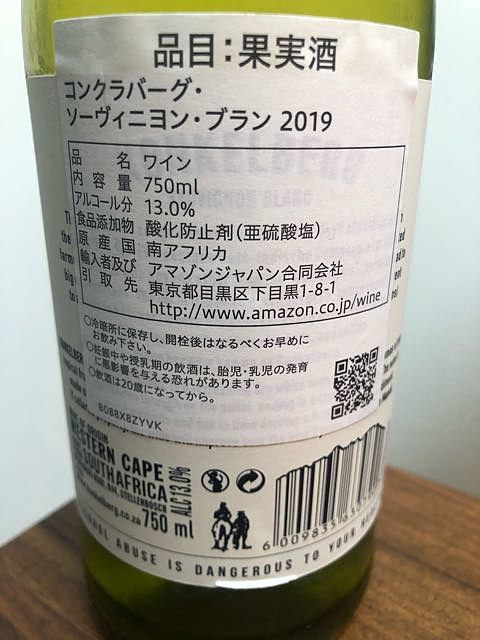 品目：果実酒
コンクラバーグ・
ソーヴィニヨン・ブラン 2019
品名 ワイン
内容量 750ml
アルコール分 13.0%
食品添加物 酸化防止剤(亜硫酸塩)
原産国 南アフリカ
輸入者及び アマゾンジャパン合同会社
引取先 東京都目黒区下目黒1-8-1
http://www.amazon.co.jp/wine
○冷暗所に保存し、開栓後はなるべくお早めに
お飲み下さい。
○妊娠中や授乳期の飲酒は、胎児・乳児の発育
に悪影響を与える恐れがあります。
○飲酒は20歳になってから。
B088X8ZYVK
ORIGIN
WESTERN CAPE
SOUTH AFRICA
STELLENBOSCH
ALC 13.0%
750 ml
6 009835
ABUSE IS DANGEROUS TO YOUR